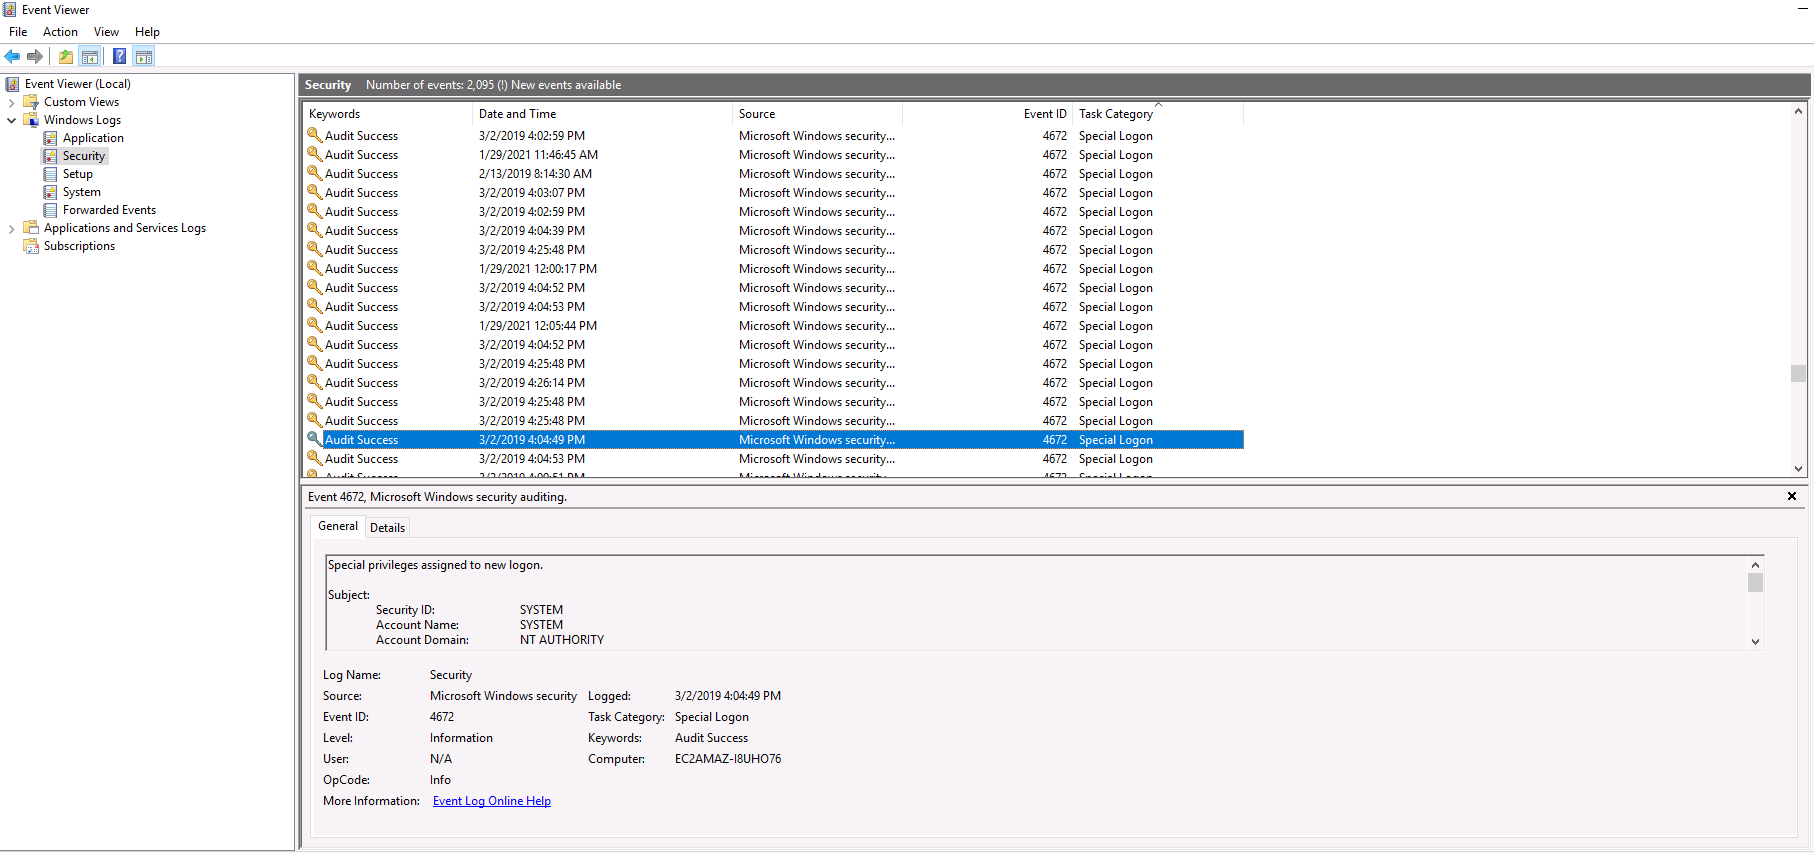 Event Viewer
File Action View Help
Event Viewer (Local)
Custom Views
Windows Logs
Application
Security
Setup
System
Forwarded Events
Applications and Services Logs
Subscriptions
Security Number of events: 2,095 (!) New events available
Keywords Date and Time Source Event ID Task Category
Audit Success 3/2/2019 4:02:59 PM Microsoft Windows security... 4672 Special Logon
Audit Success 1/29/2021 11:46:45 AM Microsoft Windows security... 4672 Special Logon
Audit Success 2/13/2019 8:14:30 AM Microsoft Windows security... 4672 Special Logon
Audit Success 3/2/2019 4:03:07 PM Microsoft Windows security... 4672 Special Logon
Audit Success 3/2/2019 4:02:59 PM Microsoft Windows security... 4672 Special Logon
Audit Success 3/2/2019 4:04:39 PM Microsoft Windows security... 4672 Special Logon
Audit Success 3/2/2019 4:25:48 PM Microsoft Windows security... 4672 Special Logon
Audit Success 1/29/2021 12:00:17 PM Microsoft Windows security... 4672 Special Logon
Audit Success 3/2/2019 4:04:52 PM Microsoft Windows security... 4672 Special Logon
Audit Success 3/2/2019 4:04:53 PM Microsoft Windows security... 4672 Special Logon
Audit Success 1/29/2021 12:05:44 PM Microsoft Windows security... 4672 Special Logon
Audit Success 3/2/2019 4:04:52 PM Microsoft Windows security... 4672 Special Logon
Audit Success 3/2/2019 4:25:48 PM Microsoft Windows security... 4672 Special Logon
Audit Success 3/2/2019 4:26:14 PM Microsoft Windows security... 4672 Special Logon
Audit Success 3/2/2019 4:25:48 PM Microsoft Windows security... 4672 Special Logon
Audit Success 3/2/2019 4:25:48 PM Microsoft Windows security... 4672 Special Logon
Audit Success 3/2/2019 4:04:49 PM Microsoft Windows security... 4672 Special Logon
Audit Success 3/2/2019 4:04:53 PM Microsoft Windows security... 4672 Special Logon
Event 4672, Microsoft Windows security auditing.
General Details
Special privileges assigned to new logon.
Subject:
Security ID: SYSTEM
Account Name: SYSTEM
Account Domain: NT AUTHORITY
Log Name: Security
Source: Microsoft Windows security Logged: 3/2/2019 4:04:49 PM
Event ID: 4672 Task Category: Special Logon
Level: Information Keywords: Audit Success
User: N/A Computer: EC2AMAZ-I8UHO76
OpCode: Info
More Information: Event Log Online Help